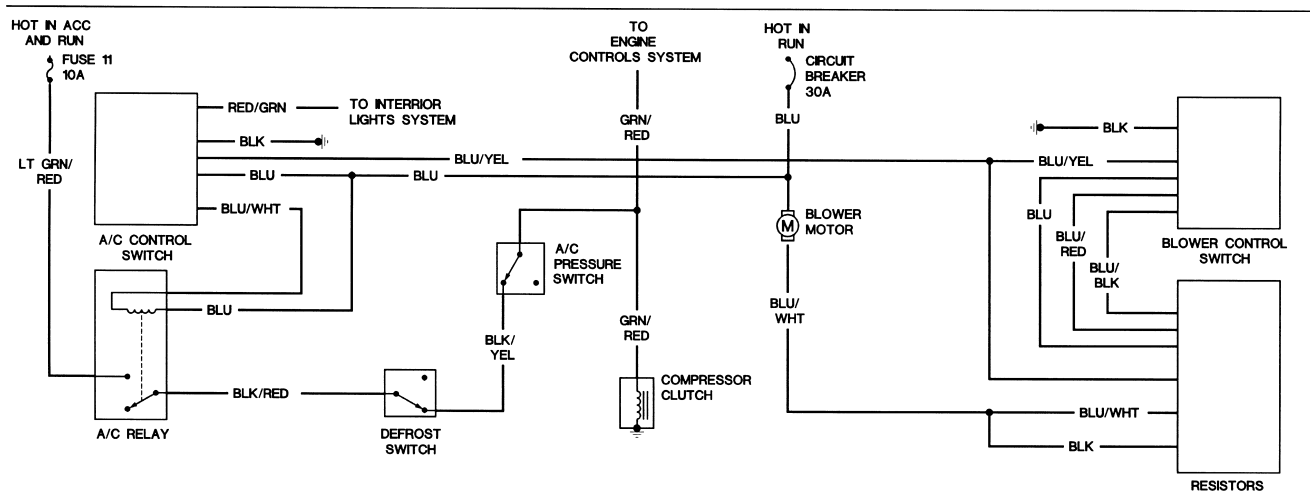 HOT IN ACC
AND RUN
FUSE 11
10A
TO
ENGINE
CONTROLS SYSTEM
HOT IN
RUN
CIRCUIT
BREAKER
30A
RED/GRN
TO INTERRIOR
LIGHTS SYSTEM
BLK
BLU/YEL
BLU
BLU
BLU/WHT
LT GRN/
RED
A/C CONTROL
SWITCH
GRN/
RED
BLU
BLK
BLU/YEL
BLU
BLU/
RED
BLU/
BLK
BLOWER CONTROL
SWITCH
M
BLOWER
MOTOR
A/C
PRESSURE
SWITCH
BLU
BLK/
YEL
GRN/
RED
BLU/
WHT
BLK/RED
COMPRESSOR
CLUTCH
BLU/WHT
BLK
A/C RELAY
DEFROST
SWITCH
RESISTORS